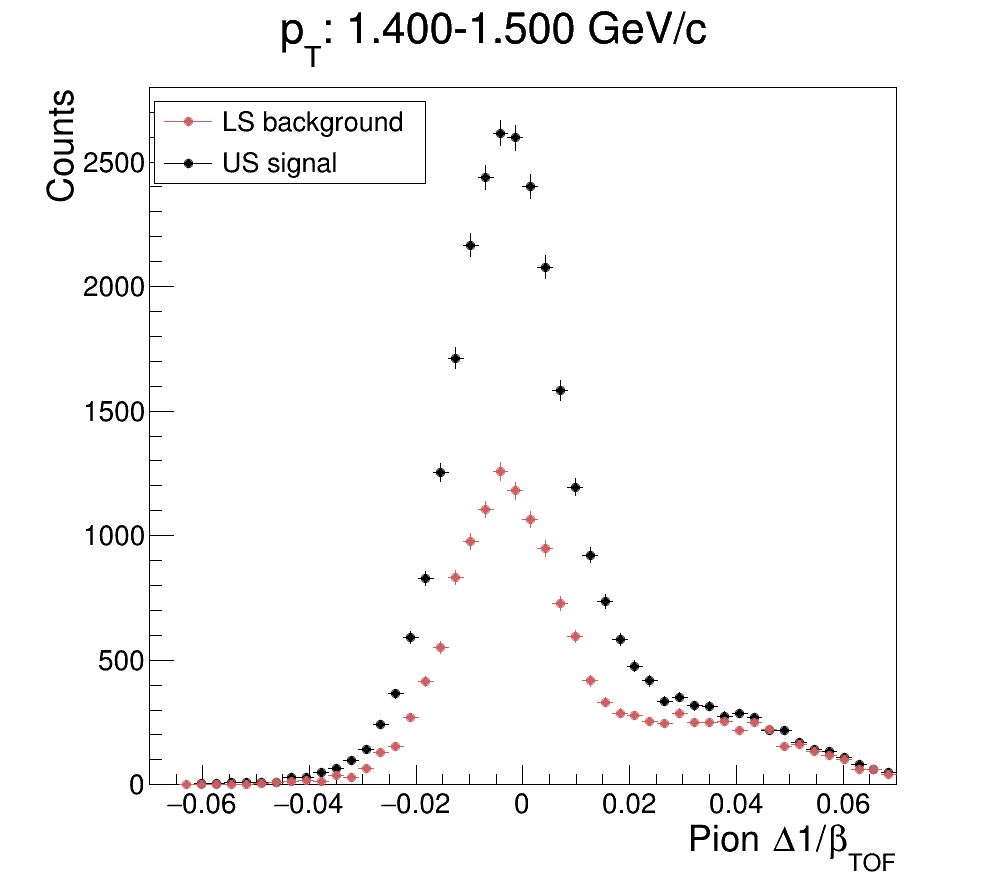 p_T: 1.400-1.500 GeV/c
Counts
LS background
US signal
2500
2000
1500
1000
500
0
−0.06 −0.04 −0.02 0 0.02 0.04 0.06
Pion Δ1/β_TOF